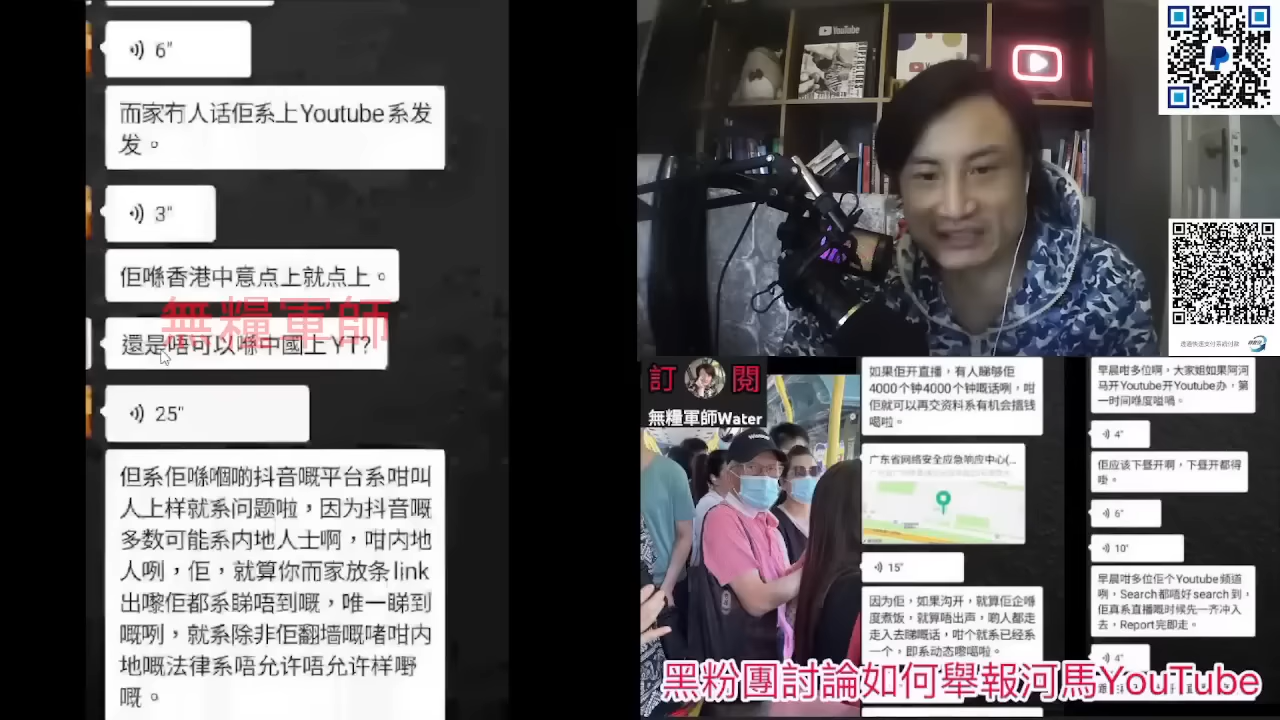 6"
而家冇人话佢系上Youtube系发
发。
3"
佢喺香港中意点上就点上。
無糧軍師
還是唔可以喺中國上YT?
25"
但系佢喺嗰啲抖音嘅平台系咁叫
人上样就系问题啦，因为抖音嘅
多数可能系内地人士啊，咁内地
人咧，佢，就算你而家放条link
出嚟佢都系睇唔到嘅，唯一睇到
嘅咧，就系除非佢翻墙嘅啫咁内
地嘅法律系唔允许唔允许样嘢
嘅。
YouTube
訂
閱
無糧軍師Water
如果佢开直播，有人睇够佢
4000个钟4000个钟嘅话咧，咁
佢就可以再交资料系有机会揾钱
㗎啦。
广东省网络安全应急响应中心(...
15"
因为佢，如果沟开，就算佢企喺
度煮饭，就算唔出声，啲人都走
走入去睇嘅话，咁个就系已经系
一个，即系动态嚟㗎啦。
早晨咁多位啊，大家姐如果阿河
马开Youtube开Youtube办，第
4"
佢应该下昼开啊，下昼开都得
6"
10"
早晨咁多位佢个Youtube频道
咧，Search都唔好search到，
佢真系直播嘅时候先一齐冲入
去，Report完即走。
4"
黑粉團討論如何舉報河馬YouTube